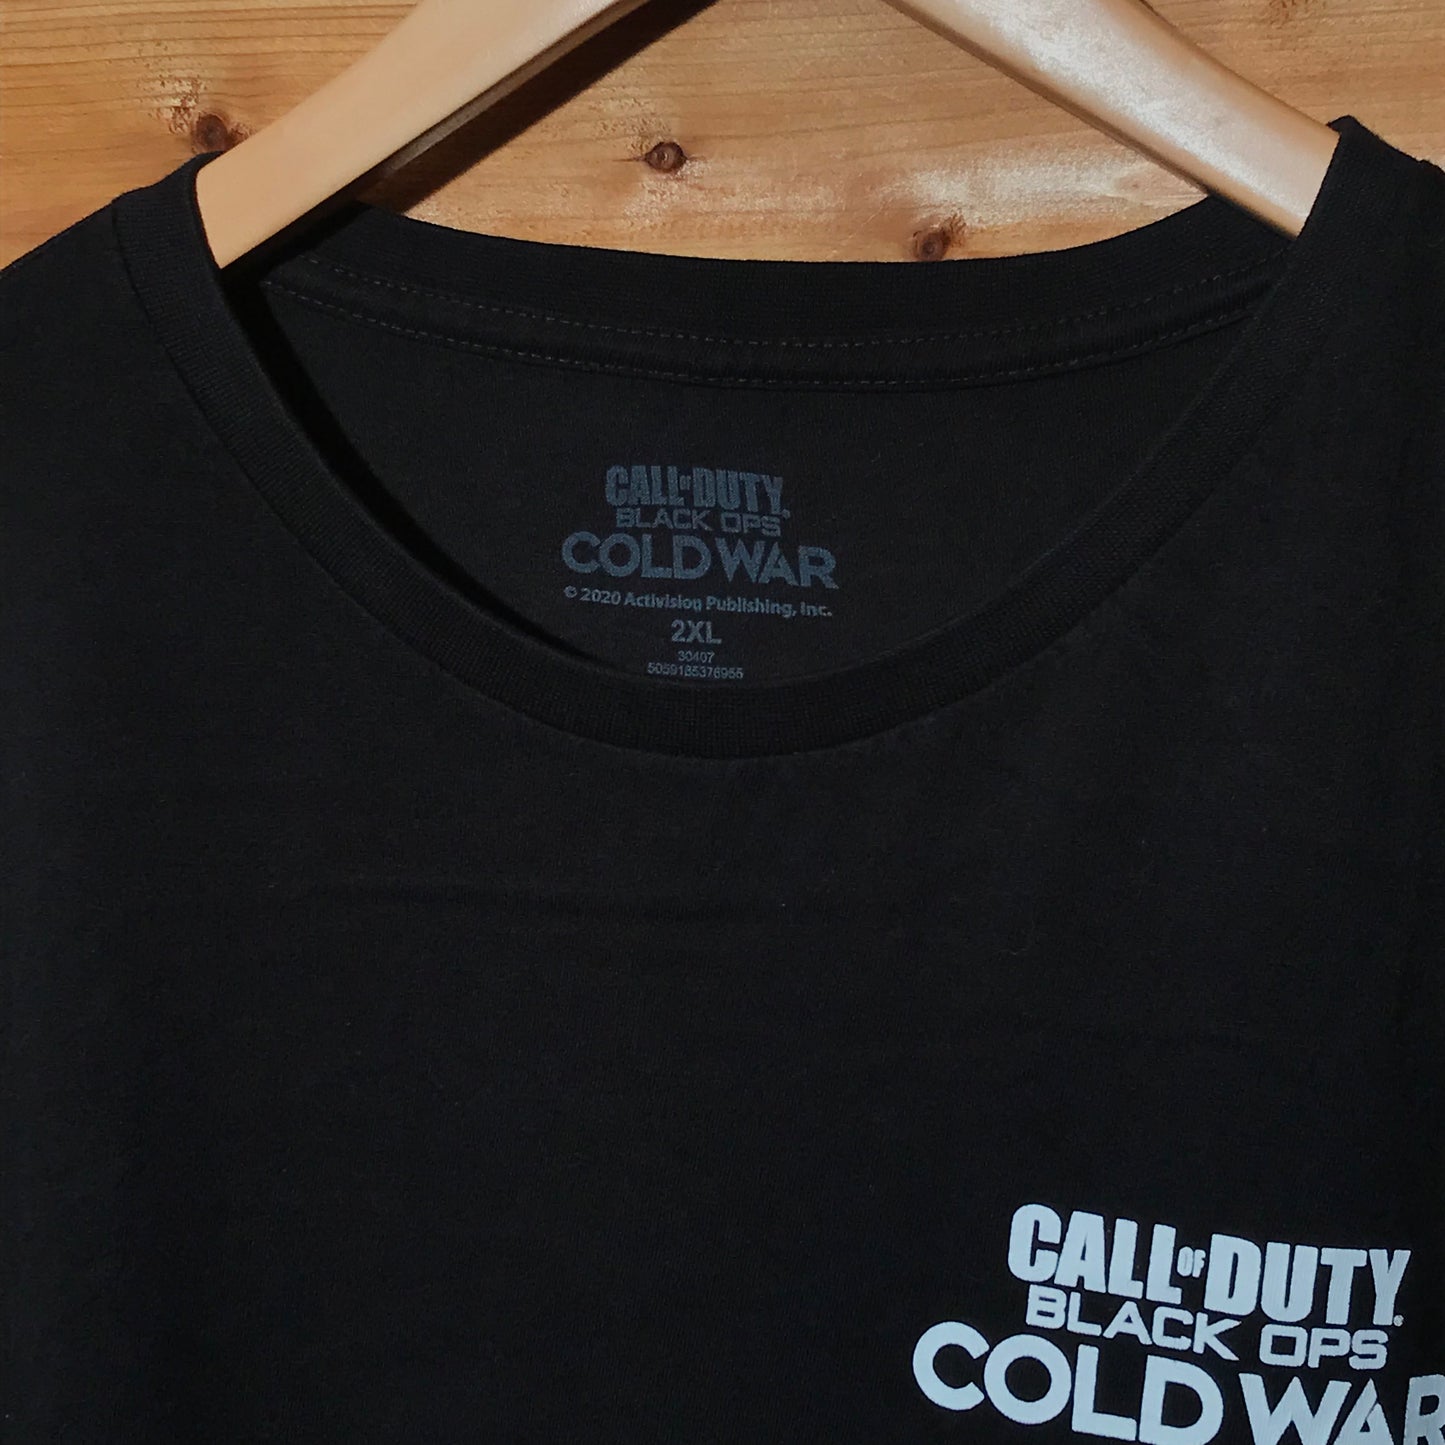 CALL OF DUTY®
BLACK OPS
COLD WAR
© 2020 Activision Publishing, Inc.
2XL
30407
5059185376955
CALL OF DUTY®
BLACK OPS
COLD WAR